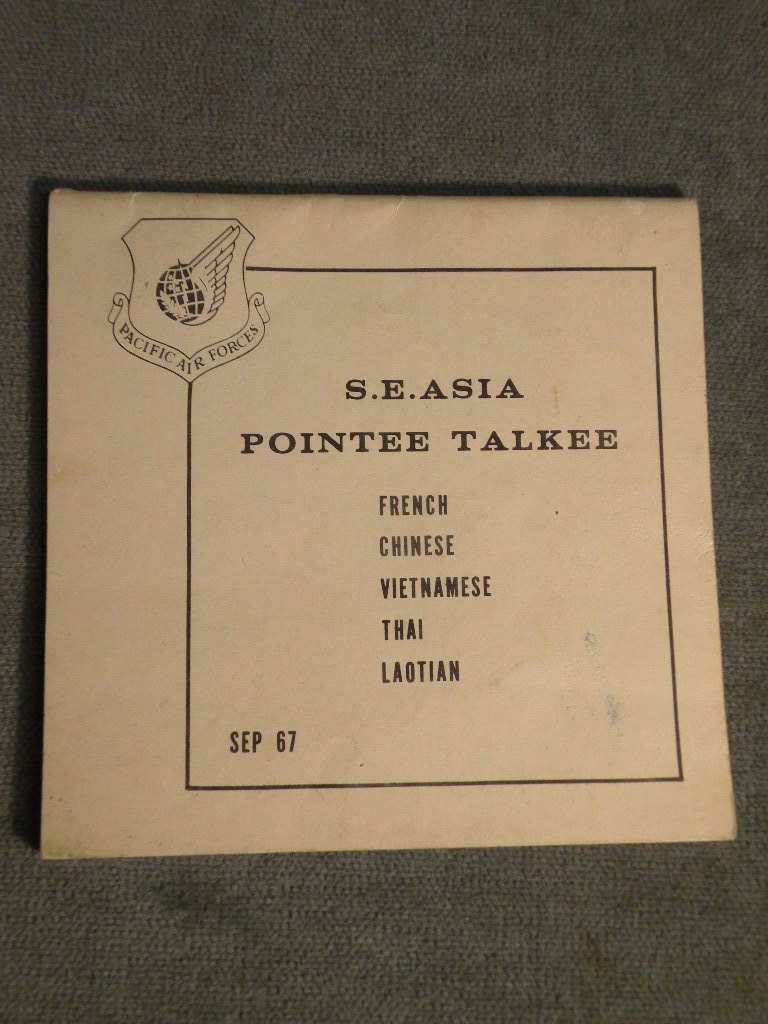 PACIFIC AIR FORCES
S.E.ASIA
POINTEE TALKEE
FRENCH
CHINESE
VIETNAMESE
THAI
LAOTIAN
SEP 67